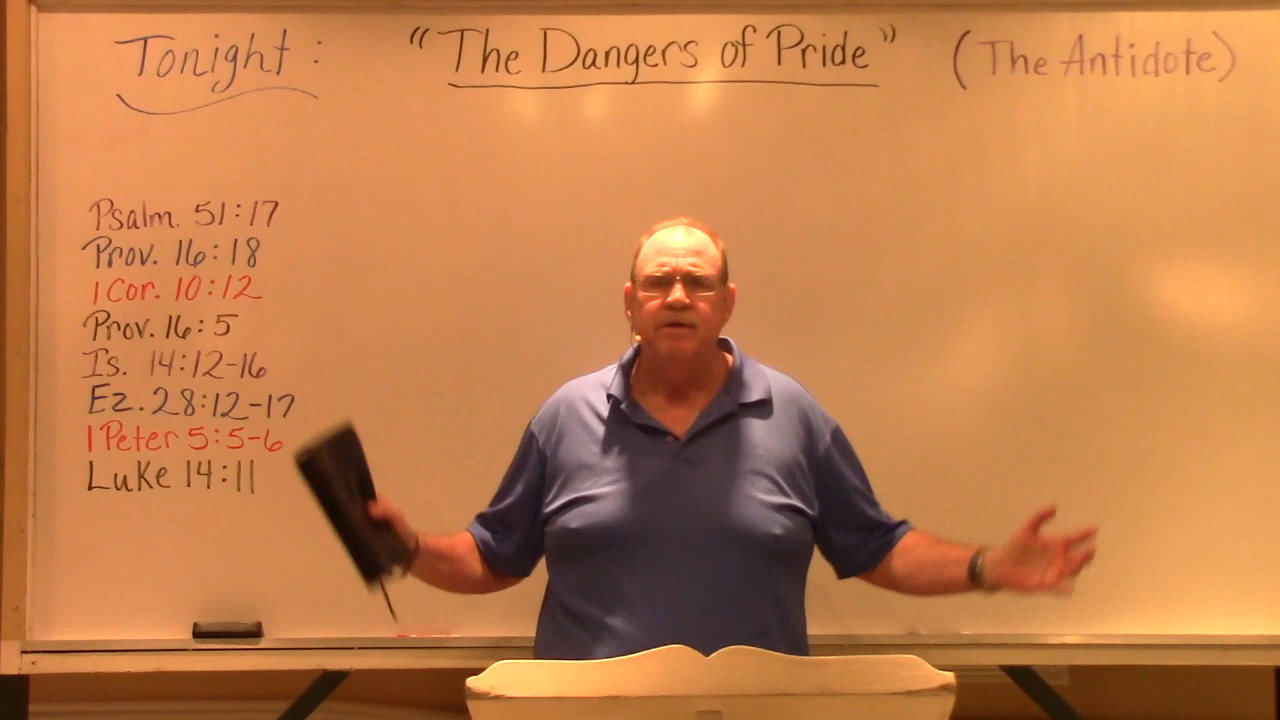 Tonight: "The Dangers of Pride" (The Antidote)
Psalm. 51:17
Prov. 16:18
1 Cor. 10:12
Prov. 16:5
Is. 14:12-16
Ez. 28:12-17
1 Peter 5:5-6
Luke 14:11